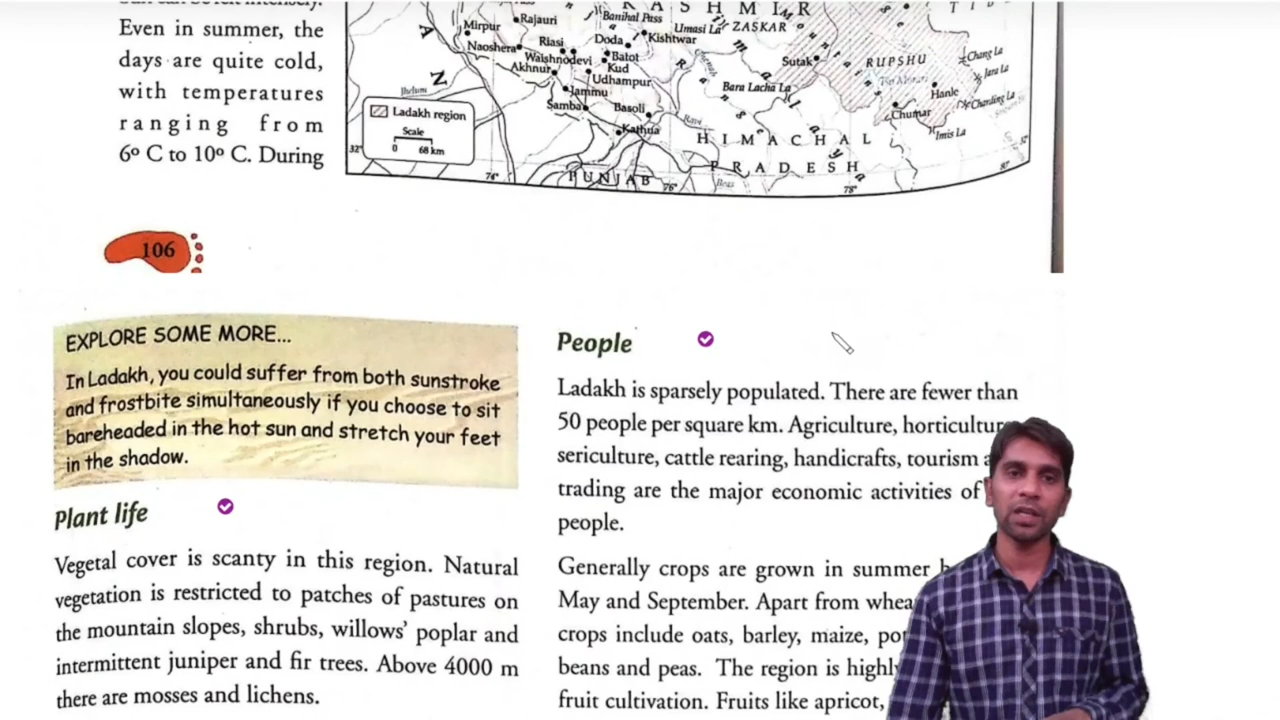 Even in summer, the
days are quite cold,
with temperatures
ranging from
6º C to 10º C. During
K A S H M I R
Mirpur
Rajauri
Banihal Pass
Umasi La
ZASKAR
Naoshera
Riasi
Doda
Kishtwar
Waishnodevi
Batot
Akhnur
Kud
Udhampur
Jammu
Samba
Basoli
Kathua
Sutak
RUPSHU
Chang La
Jara La
Bara Lacha La
Hanle
Charding La
Chumar
Imis La
Jhelum
Ravi
Beas
HIMACHAL
PRADESH
PUNJAB
Ladakh region
Scale
0 68 km
32°
74°
76°
78°
80°
32°
106
EXPLORE SOME MORE...
In Ladakh, you could suffer from both sunstroke
and frostbite simultaneously if you choose to sit
bareheaded in the hot sun and stretch your feet
in the shadow.
Plant life
Vegetal cover is scanty in this region. Natural
vegetation is restricted to patches of pastures on
the mountain slopes, shrubs, willows' poplar and
intermittent juniper and fir trees. Above 4000 m
there are mosses and lichens.
People
Ladakh is sparsely populated. There are fewer than
50 people per square km. Agriculture,
sericulture, cattle rearing, handicrafts, tourism
trading are the major economic activities of
people.
Generally crops are grown in summer
May and September. Apart from
crops include oats, barley, maize,
beans and peas. The region is
fruit cultivation. Fruits like apricot,